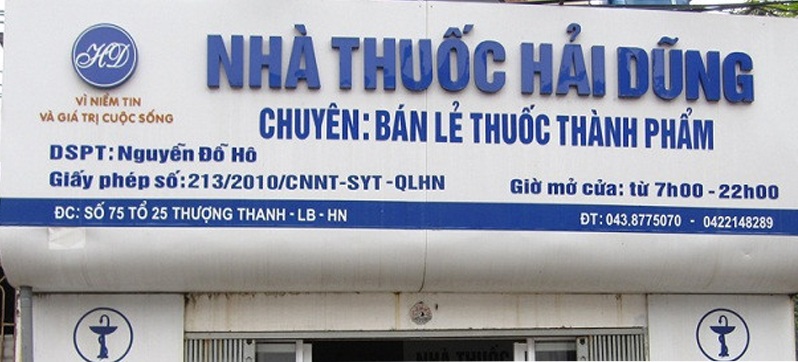 HD
NHÀ THUỐC HẢI DŨNG
VÌ NIỀM TIN
VÀ GIÁ TRỊ CUỘC SỐNG
CHUYÊN: BÁN LẺ THUỐC THÀNH PHẨM
DSPT: Nguyễn Đỗ Hô
Giấy phép số: 213/2010/CNNT-SYT-QLHN
Giờ mở cửa: từ 7h00 - 22h00
ĐC: SỐ 75 TỔ 25 THƯỢNG THANH - LB - HN
ĐT: 043.8775070 - 0422148289
NHÀ THUỐC